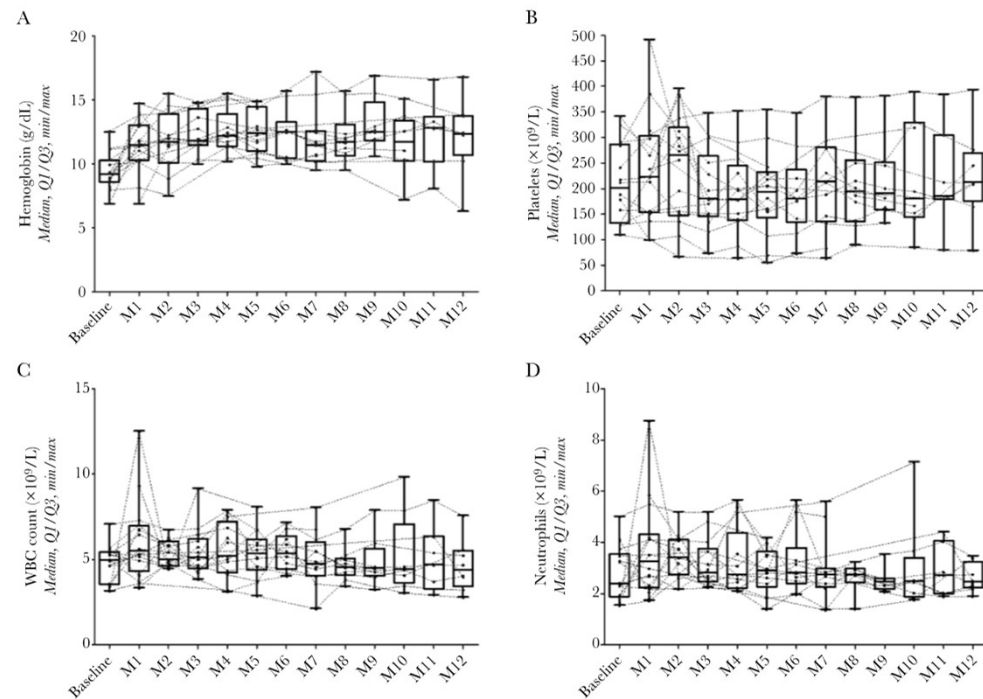 A
Hemoglobin (g/dL)
Median, Q1/Q3, min/max
20
15
10
5
0
Baseline
M1
M2
M3
M4
M5
M6
M7
M8
M9
M10
M11
M12
B
Platelets (×10⁹/L)
Median, Q1/Q3, min/max
500
450
400
350
300
250
200
150
100
50
0
Baseline
M1
M2
M3
M4
M5
M6
M7
M8
M9
M10
M11
M12
C
WBC count (×10⁹/L)
Median, Q1/Q3, min/max
15
10
5
0
Baseline
M1
M2
M3
M4
M5
M6
M7
M8
M9
M10
M11
M12
D
Neutrophils (×10⁹/L)
Median, Q1/Q3, min/max
10
8
6
4
2
0
Baseline
M1
M2
M3
M4
M5
M6
M7
M8
M9
M10
M11
M12